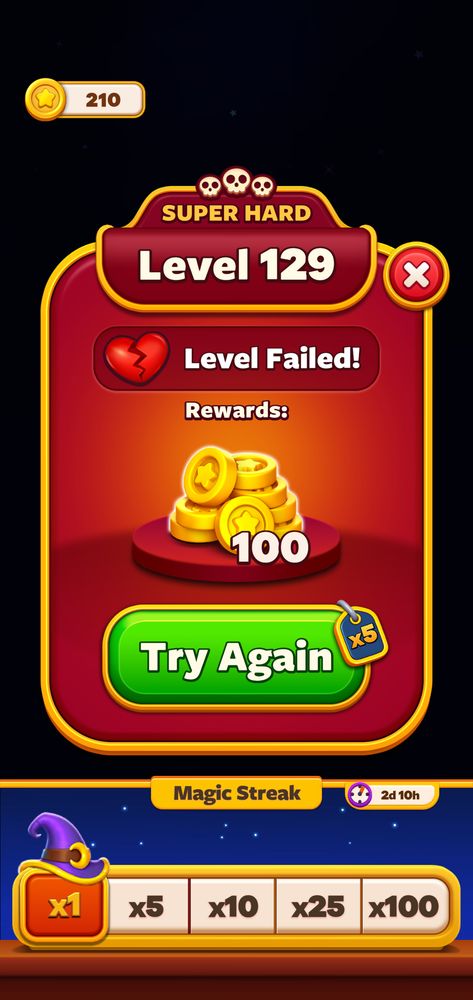 210
SUPER HARD
Level 129
Level Failed!
Rewards:
100
Try Again
x5
Magic Streak
2d 10h
x1
x5
x10
x25
x100